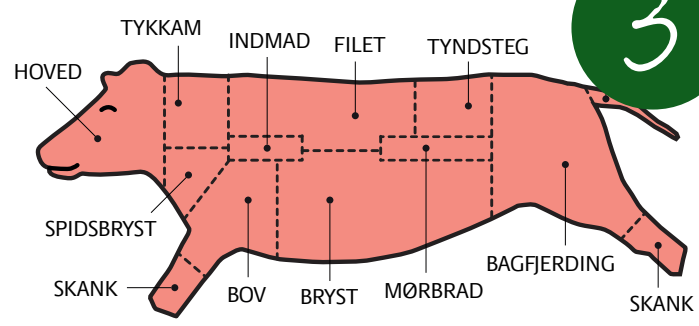 3
TYKKAM
INDMAD
FILET
TYNDSTEG
HOVED
SPIDSBRYST
SKANK
BOV
BRYST
MØRBRAD
BAGFJERDING
SKANK